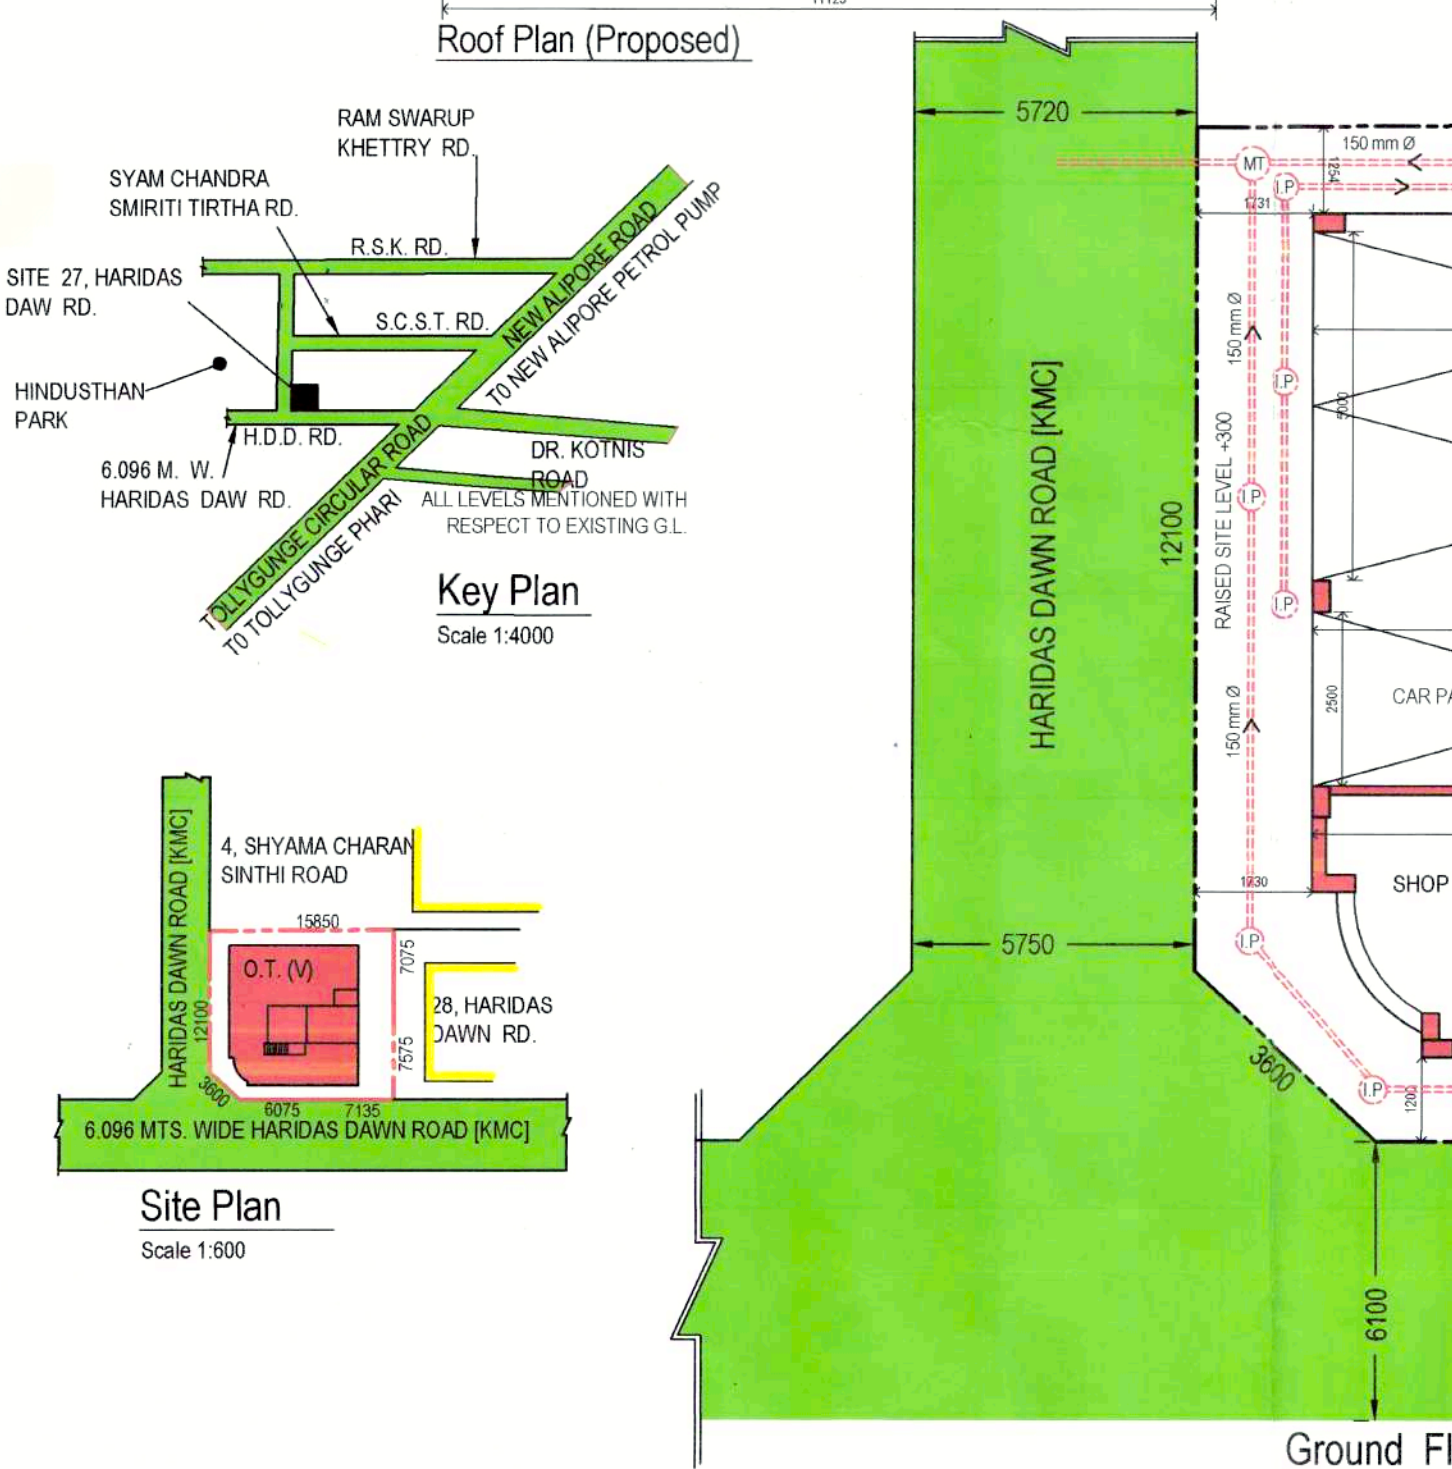 11125
Roof Plan (Proposed)
RAM SWARUP
KHETTRY RD.
SYAM CHANDRA
SMIRITI TIRTHA RD.
R.S.K. RD.
SITE 27, HARIDAS
DAW RD.
S.C.S.T. RD.
NEW ALIPORE ROAD
TO NEW ALIPORE PETROL PUMP
HINDUSTHAN
PARK
H.D.D. RD.
6.096 M. W.
HARIDAS DAW RD.
DR. KOTNIS
ROAD
TOLLYGUNGE CIRCULAR ROAD
TO TOLLYGUNGE PHARI
ALL LEVELS MENTIONED WITH
RESPECT TO EXISTING G.L.
Key Plan
Scale 1:4000
HARIDAS DAWN ROAD [KMC]
4, SHYAMA CHARAN
SINTHI ROAD
15850
O.T. (V)
7075
28, HARIDAS
DAWN RD.
7575
12100
3600
6075
7135
6.096 MTS. WIDE HARIDAS DAWN ROAD [KMC]
Site Plan
Scale 1:600
5720
150 mm Ø
MT
I.P
1254
1731
150 mm Ø
I.P
5000
HARIDAS DAWN ROAD [KMC]
12100
RAISED SITE LEVEL +300
I.P
I.P
150 mm Ø
2500
CAR PA
1730
SHOP
5750
I.P
3600
I.P
1200
6100
Ground Fl